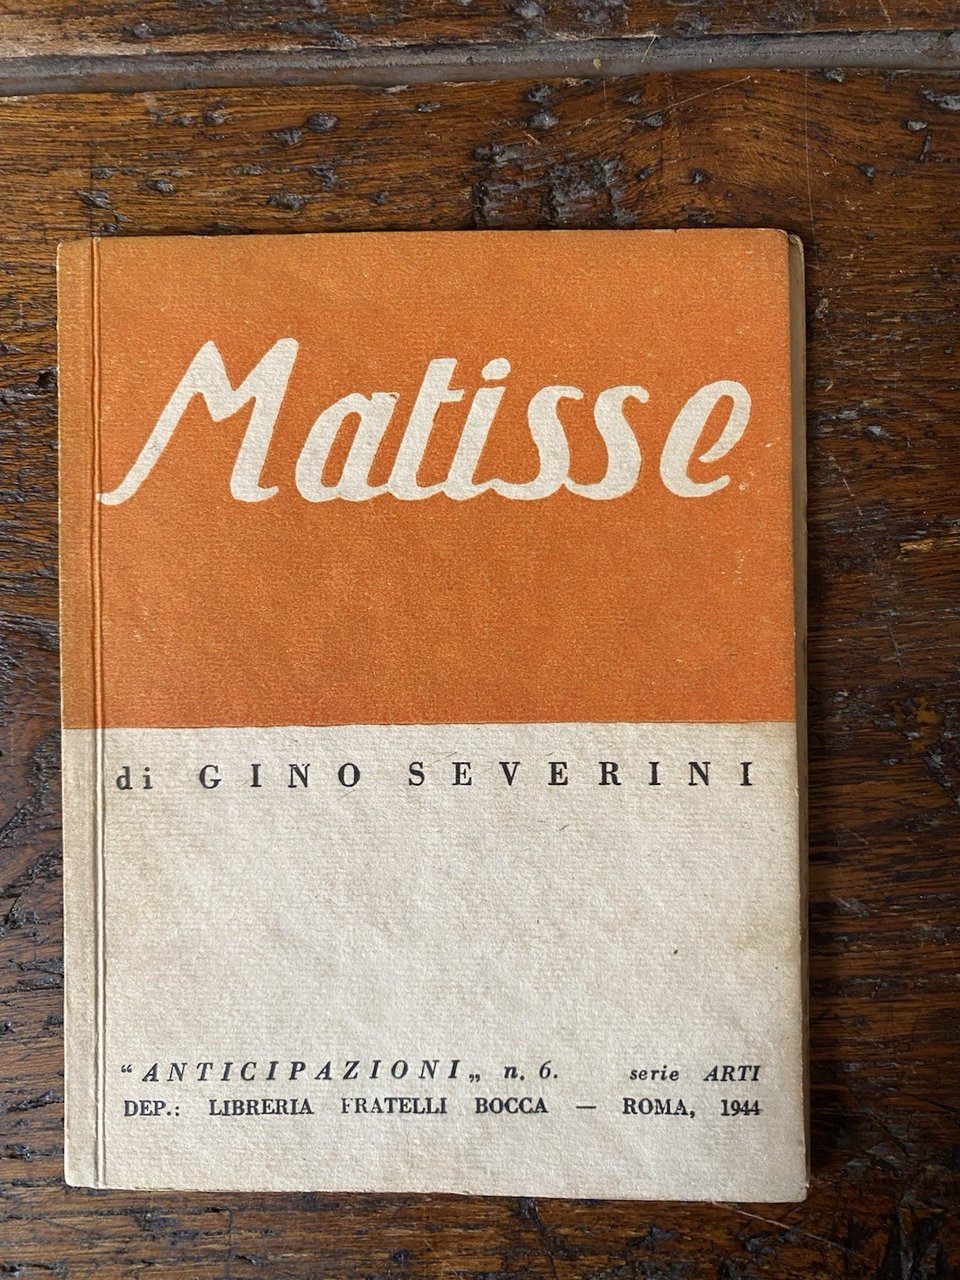 Matisse
di GINO SEVERINI
“ANTICIPAZIONI„ n. 6. serie ARTI
DEP.: LIBRERIA FRATELLI BOCCA — ROMA, 1944